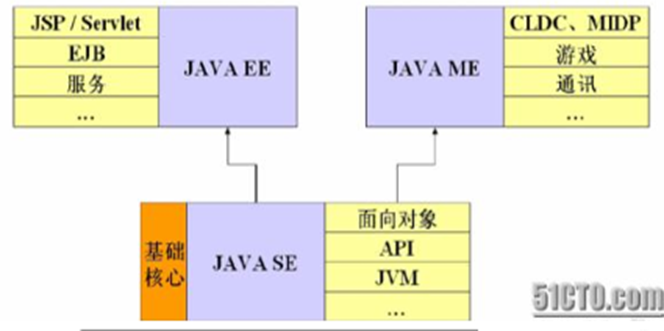 JSP / Servlet
EJB
服务
...
JAVA EE
JAVA ME
CLDC、MIDP
游戏
通讯
...
基础
核心
JAVA SE
面向对象
API
JVM
...
51CTO.com